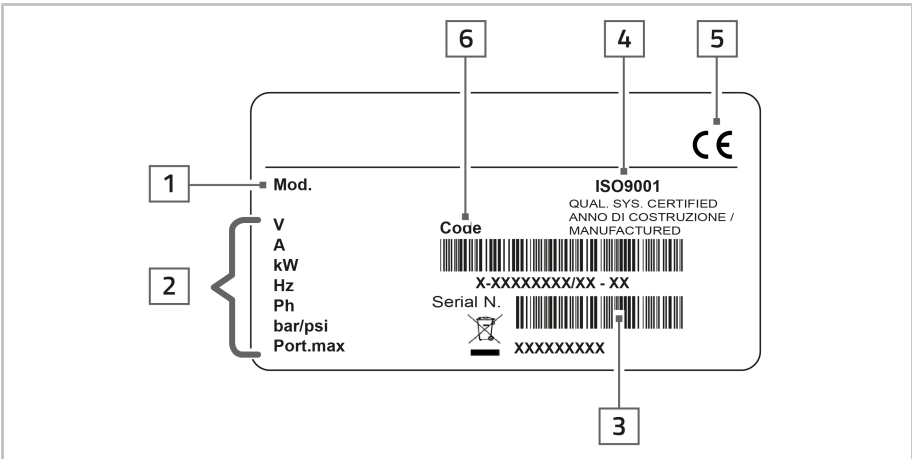 6
4
5
CE
1
Mod.
ISO9001
QUAL. SYS. CERTIFIED
ANNO DI COSTRUZIONE /
MANUFACTURED
2
V
A
kW
Hz
Ph
bar/psi
Port.max
Code
X-XXXXXXXX/XX - XX
Serial N.
XXXXXXXXX
3